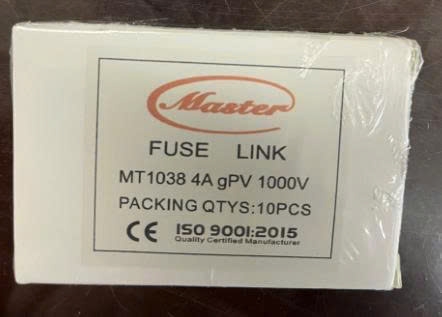 Master
FUSE LINK
MT1038 4A gPV 1000V
PACKING QTYS:10PCS
CE ISO 9001:2015
Quality Certified Manufacturer